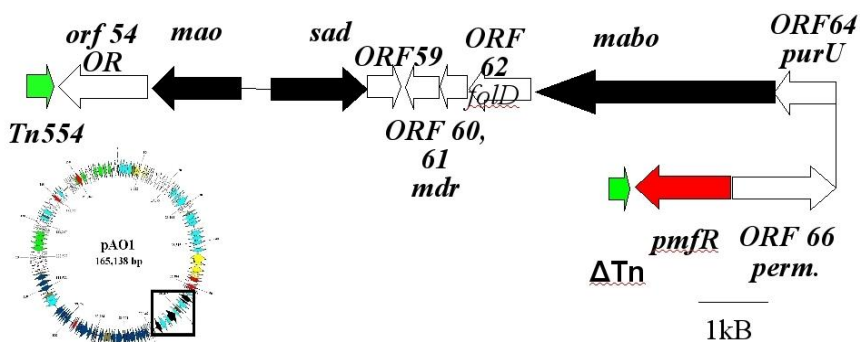 orf 54 mao sad ORF mabo ORF64
OR ORF59 62 purU
folD
Tn554 ORF 60,
61
mdr
pAO1
165,138 bp
pmfR ORF 66
ΔTn perm.
1kB